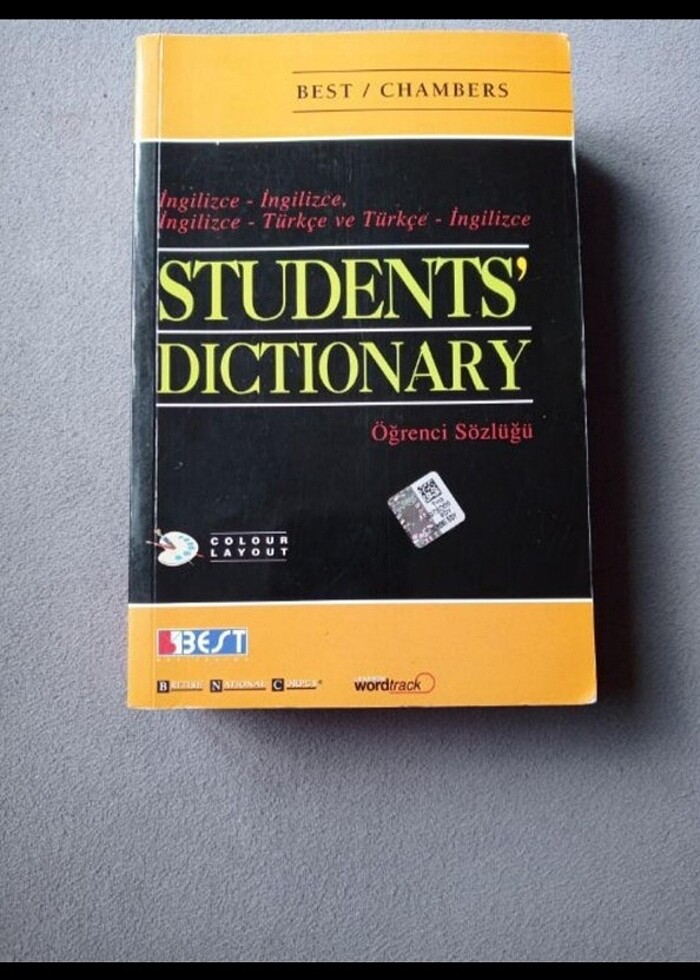 BEST / CHAMBERS
İngilizce - İngilizce,
İngilizce - Türkçe ve Türkçe - İngilizce
STUDENTS'
DICTIONARY
Öğrenci Sözlüğü
COLOUR
LAYOUT
BEST
BRITISH NATIONAL CORPUS
wordtrack